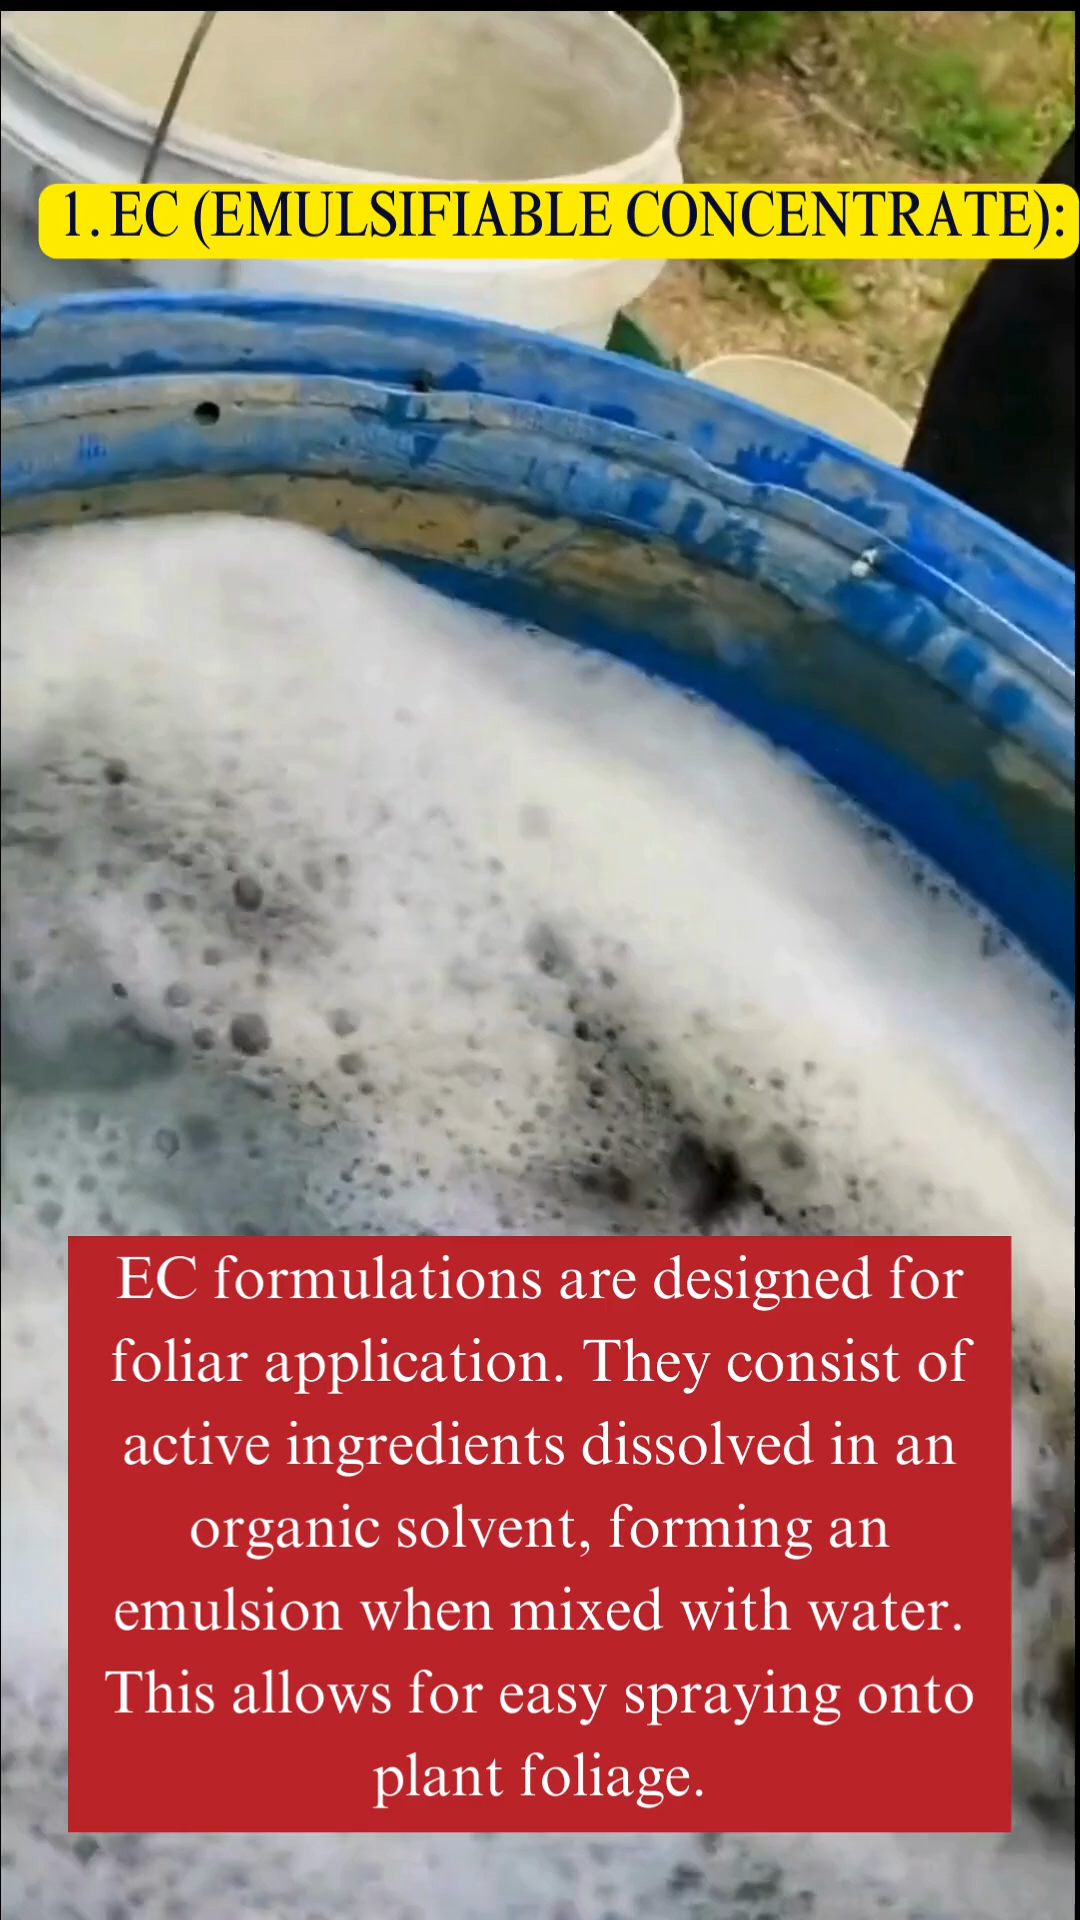 1. EC (EMULSIFIABLE CONCENTRATE):
EC formulations are designed for
foliar application. They consist of
active ingredients dissolved in an
organic solvent, forming an
emulsion when mixed with water.
This allows for easy spraying onto
plant foliage.